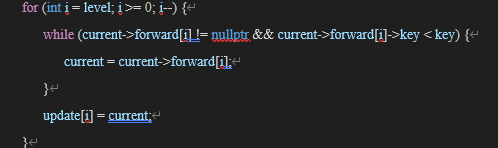 for (int i = level; i >= 0; i--) {↵
while (current->forward[i] != nullptr && current->forward[i]->key < key) {↵
current = current->forward[i];↵
}↵
update[i] = current;↵
}↵